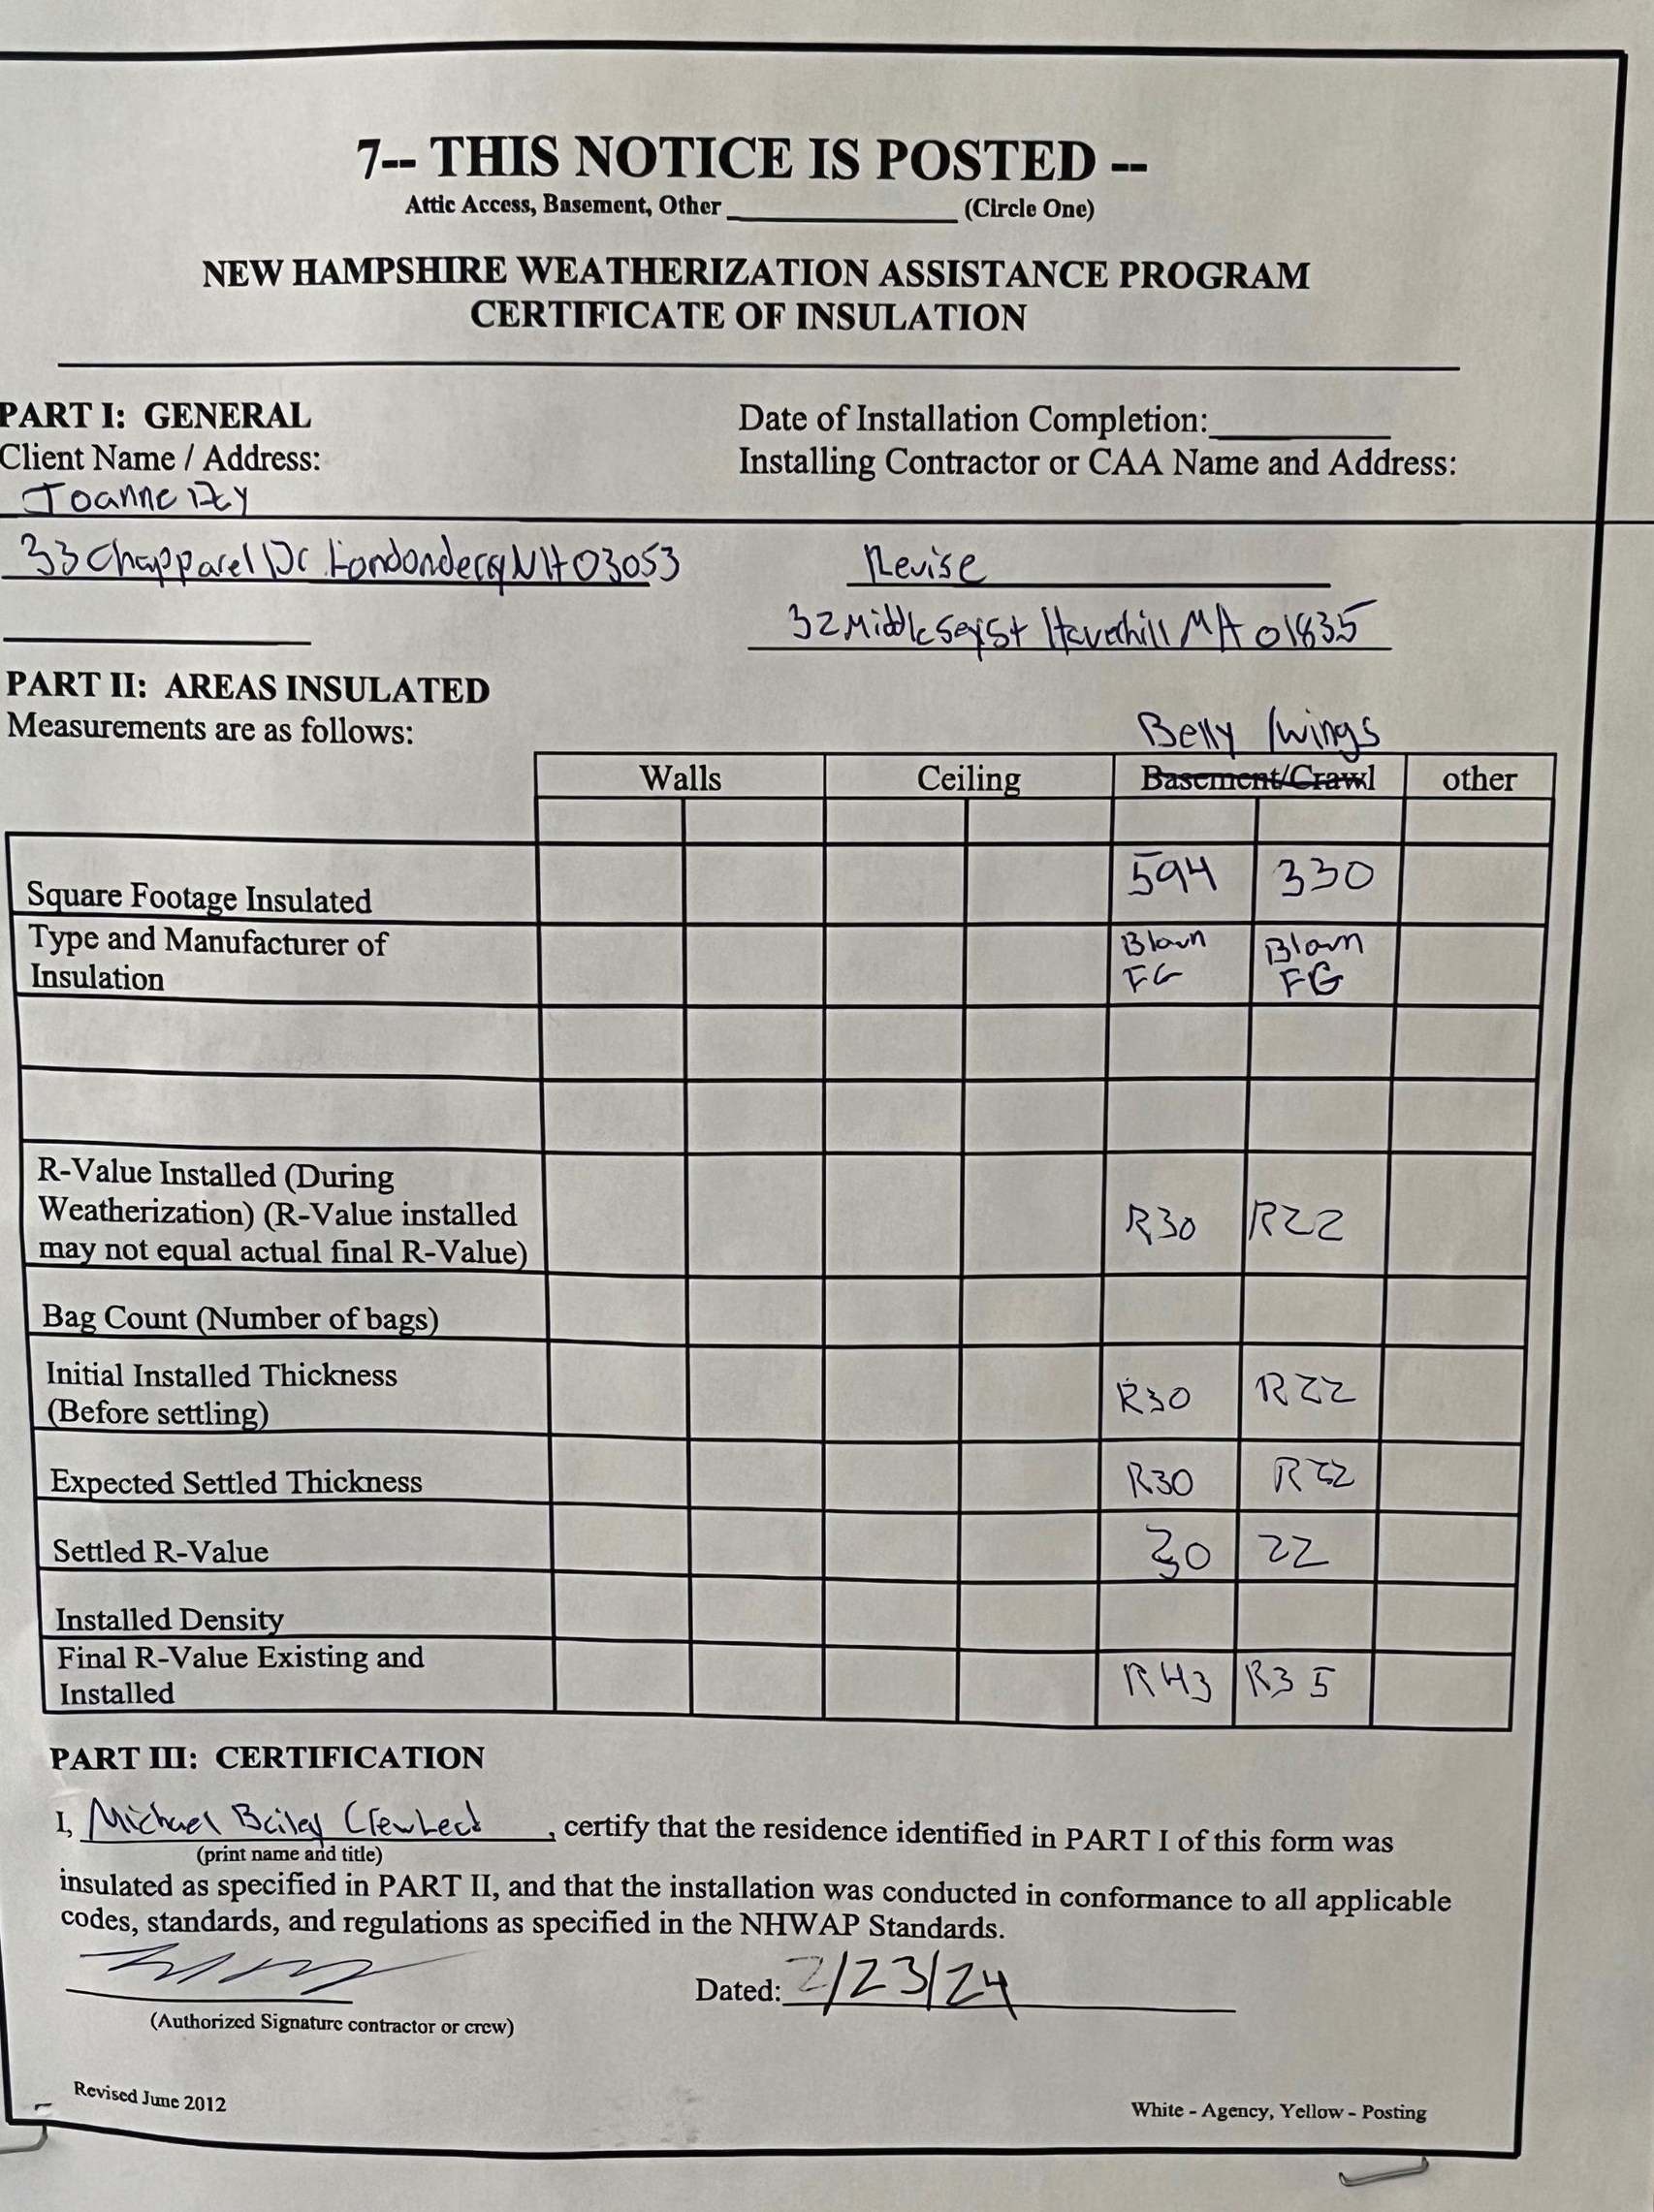 7-- THIS NOTICE IS POSTED --
Attic Access, Basement, Other ____________ (Circle One)
NEW HAMPSHIRE WEATHERIZATION ASSISTANCE PROGRAM
CERTIFICATE OF INSULATION
PART I: GENERAL
Date of Installation Completion:__________
Client Name / Address:
Installing Contractor or CAA Name and Address:
Joanne
33 Chapparel Dr Londonderry NH 03053
Revise
32 Middlesex St Haverhill MA 01835
PART II: AREAS INSULATED
Measurements are as follows:
Belly / wings
Walls Ceiling Basement/Crawl other
Square Footage Insulated 594 330
Type and Manufacturer of
Insulation
Blown Blown
FG FG
R-Value Installed (During
Weatherization) (R-Value installed
may not equal actual final R-Value)
R30 R22
Bag Count (Number of bags)
Initial Installed Thickness
(Before settling)
R30 R22
Expected Settled Thickness R30 R22
Settled R-Value 30 22
Installed Density
Final R-Value Existing and
Installed
R43 R35
PART III: CERTIFICATION
I, Michael Bailey Crew Lead, certify that the residence identified in PART I of this form was
(print name and title)
insulated as specified in PART II, and that the installation was conducted in conformance to all applicable
codes, standards, and regulations as specified in the NHWAP Standards.
Dated: 2/23/24
(Authorized Signature contractor or crew)
Revised June 2012
White - Agency, Yellow - Posting